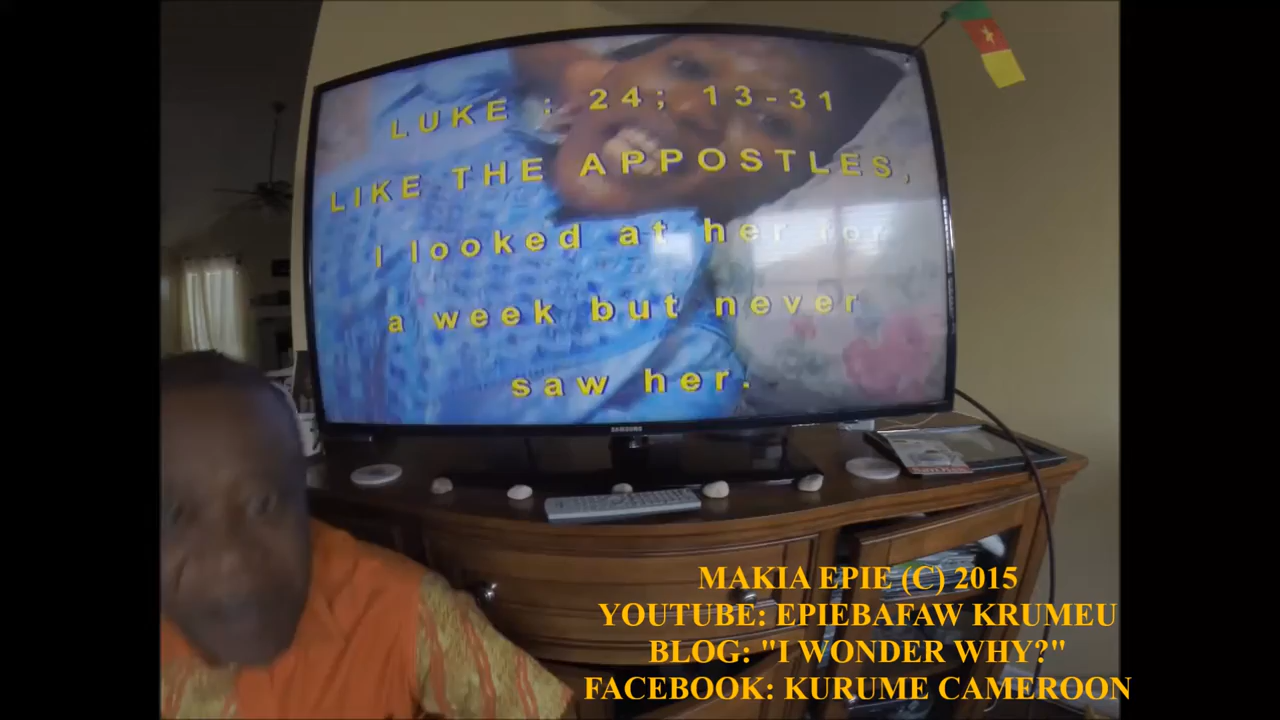 LUKE : 24; 13-31
LIKE THE APPOSTLES,
I looked at her for
a week but never
saw her.
SAMSUNG
MAKIA EPIE (C) 2015
YOUTUBE: EPIEBAFAW KRUMEU
BLOG: "I WONDER WHY?"
FACEBOOK: KURUME CAMEROON